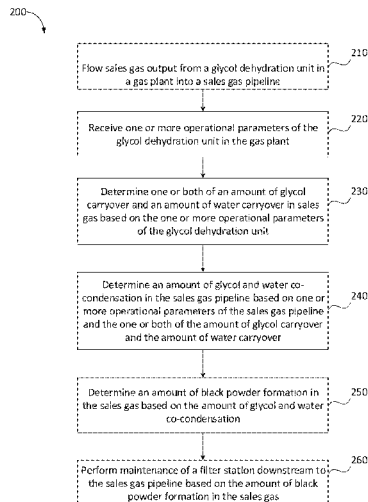 200
210
Flow sales gas output from a glycol dehydration unit in
a gas plant into a sales gas pipeline
220
Receive one or more operational parameters of the
glycol dehydration unit in the gas plant
230
Determine one or both of an amount of glycol
carryover and an amount of water carryover in sales
gas based on the one or more operational parameters
of the glycol dehydration unit
240
Determine an amount of glycol and water co-
condensation in the sales gas pipeline based on one or
more operational parameters of the sales gas pipeline
and the one or both of the amount of glycol carryover
and the amount of water carryover
250
Determine an amount of black powder formation in
the sales gas based on the amount of glycol and water
co-condensation
260
Perform maintenance of a filter station downstream to
the sales gas pipeline based on the amount of black
powder formation in the sales gas